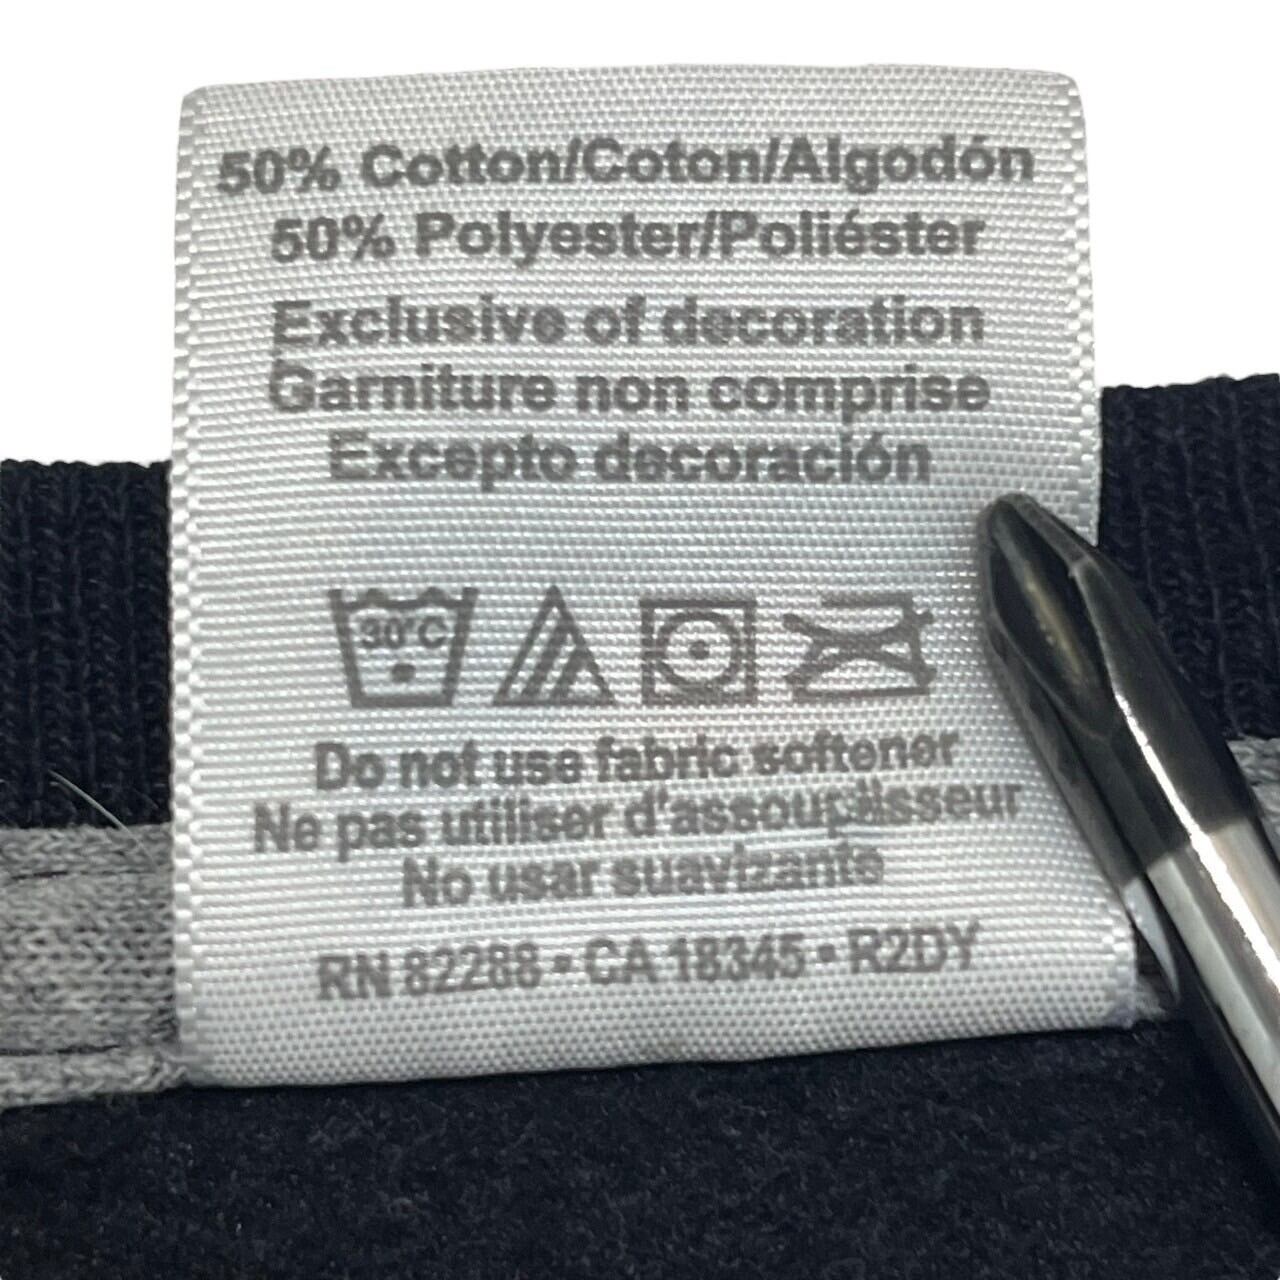 50% Cotton/Coton/Algodón
50% Polyester/Poliéster
Exclusive of decoration
Garniture non comprise
Excepto decoración
30°C
Do not use fabric softener
Ne pas utiliser d'assouplisseur
No usar suavizante
RN 82288 • CA 18345 • R2DY